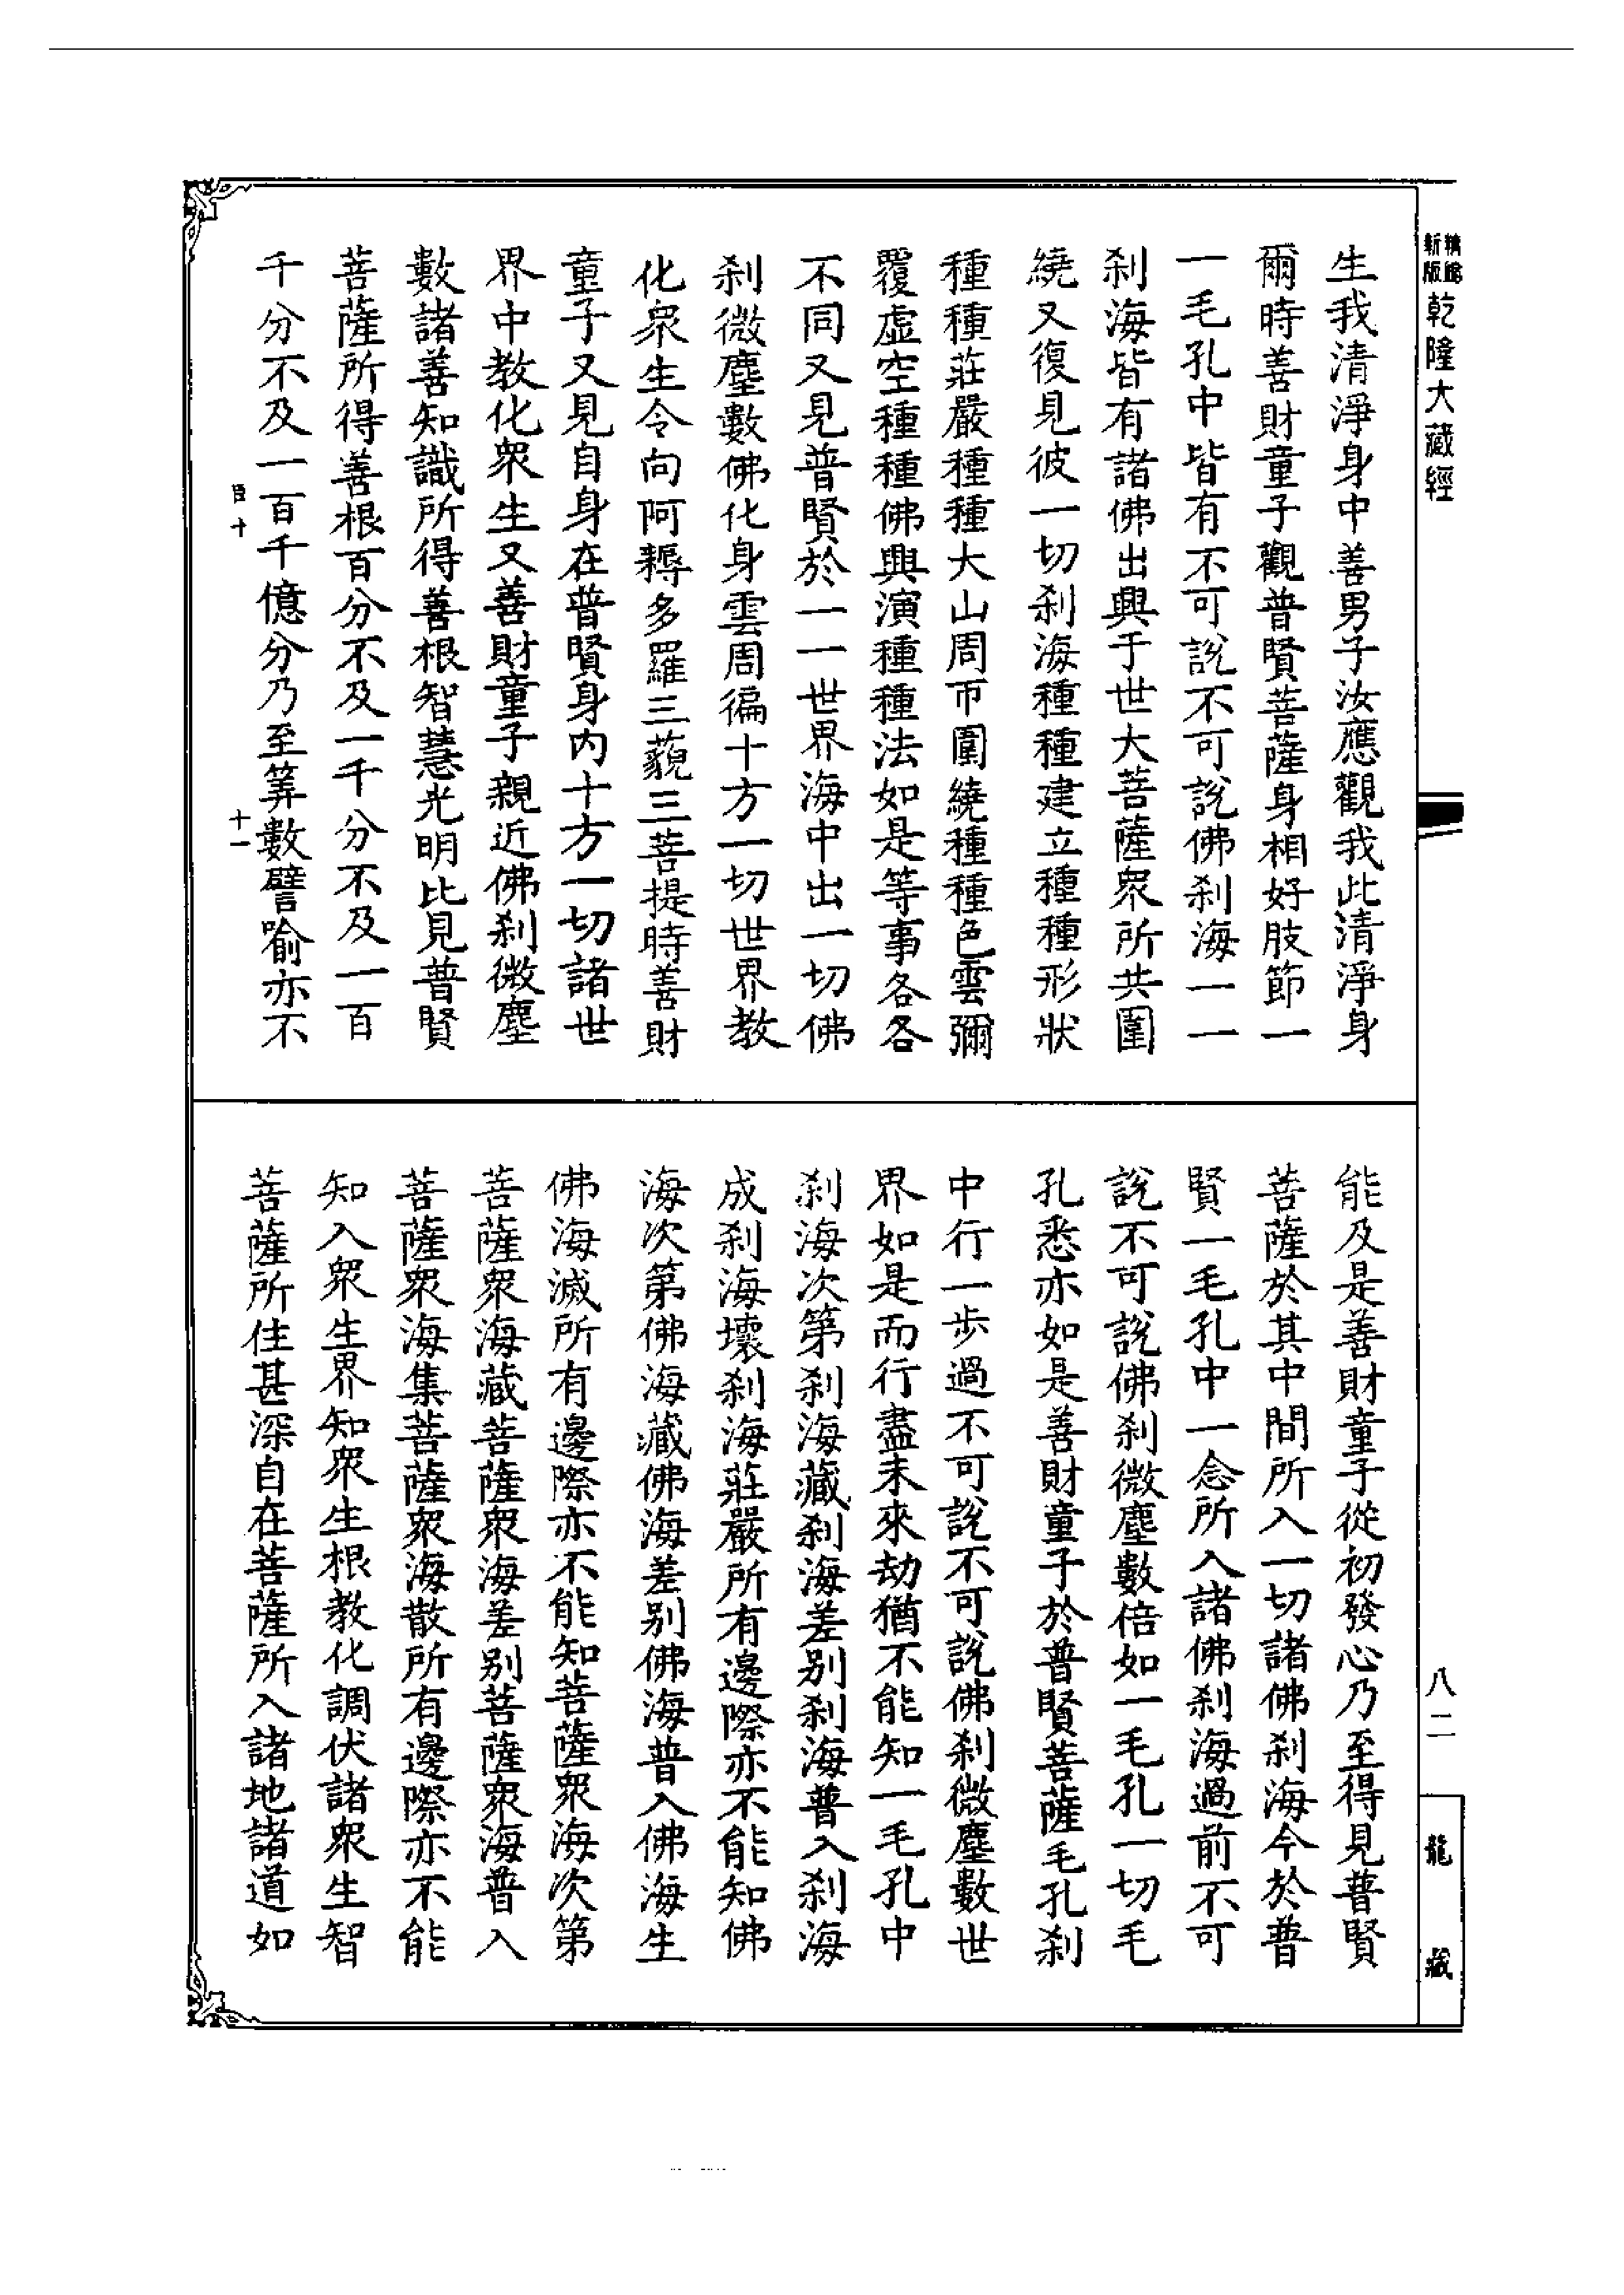 新版
精縮
乾隆大藏經
生我清淨身中善男子汝應觀我此清淨身
爾時善財童子觀普賢菩薩身相好肢節一
一毛孔中皆有不可說不可說佛剎海一一
剎海皆有諸佛出興于世大菩薩眾所共圍
繞又復見彼一切剎海種種建立種種形狀
種種莊嚴種種大山周帀圍繞種種色雲彌
覆虛空種種佛興演種種法如是等事各各
不同又見普賢於一一世界海中出一切佛
剎微塵數佛化身雲周徧十方一切世界教
化眾生令向阿耨多羅三藐三菩提時善財
童子又見自身在普賢身內十方一切諸世
界中教化眾生又善財童子親近佛剎微塵
數諸善知識所得善根智慧光明比見普賢
菩薩所得善根百分不及一千分不及一百
千分不及一百千億分乃至筭數譬喻亦不
臣十
十一
能及是善財童子從初發心乃至得見普賢
菩薩於其中間所入一切諸佛剎海今於普
賢一毛孔中一念所入諸佛剎海過前不可
說不可說佛剎微塵數倍如一毛孔一切毛
孔悉亦如是善財童子於普賢菩薩毛孔剎
中行一步過不可說不可說佛剎微塵數世
界如是而行盡未來劫猶不能知一毛孔中
剎海次第剎海藏剎海差別剎海普入剎海
成剎海壞剎海莊嚴所有邊際亦不能知佛
海次第佛海藏佛海差別佛海普入佛海生
佛海滅所有邊際亦不能知菩薩眾海次第
菩薩眾海藏菩薩眾海差別菩薩眾海普入
菩薩眾海集菩薩眾海散所有邊際亦不能
知入眾生界知眾生根教化調伏諸眾生智
菩薩所住甚深自在菩薩所入諸地諸道如
八二
龍藏